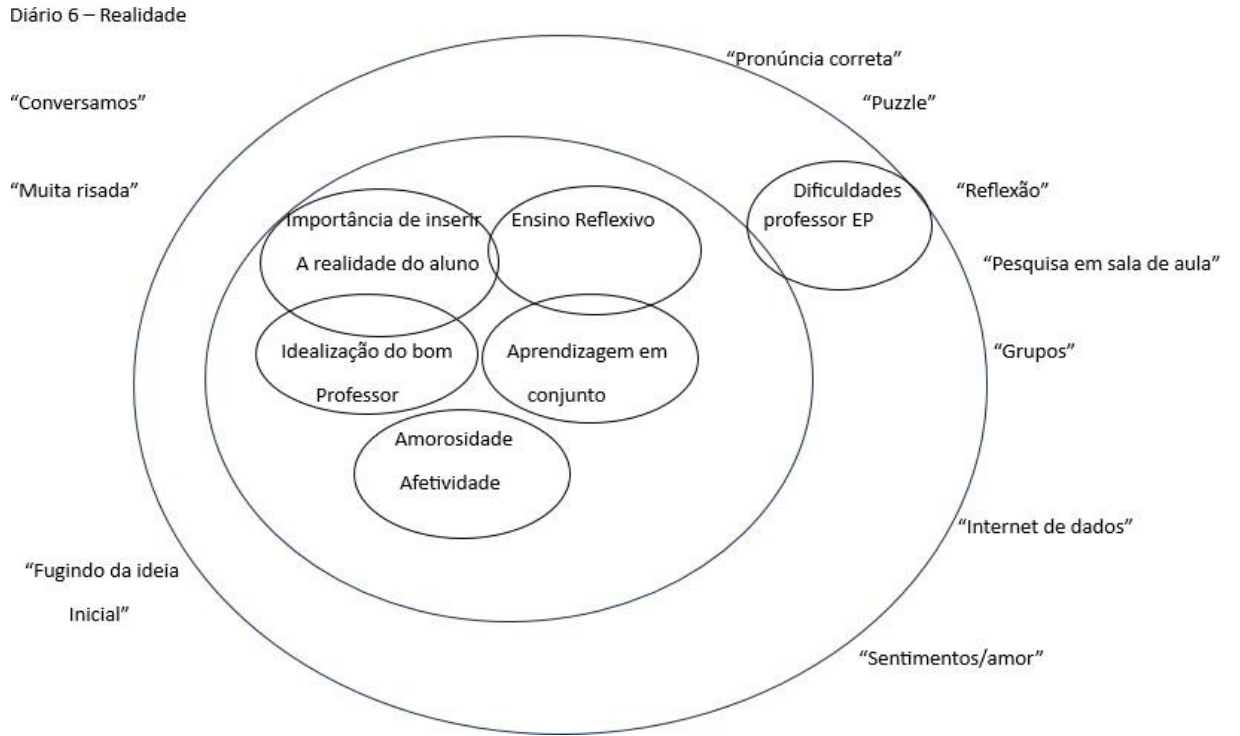 Diário 6 – Realidade
“Pronúncia correta”
“Conversamos”
“Puzzle”
“Muita risada”
Importância de inserir
A realidade do aluno
Ensino Reflexivo
Dificuldades
professor EP
“Reflexão”
“Pesquisa em sala de aula”
Idealização do bom
Professor
Aprendizagem em
conjunto
“Grupos”
Amorosidade
Afetividade
“Internet de dados”
“Fugindo da ideia
Inicial”
“Sentimentos/amor”